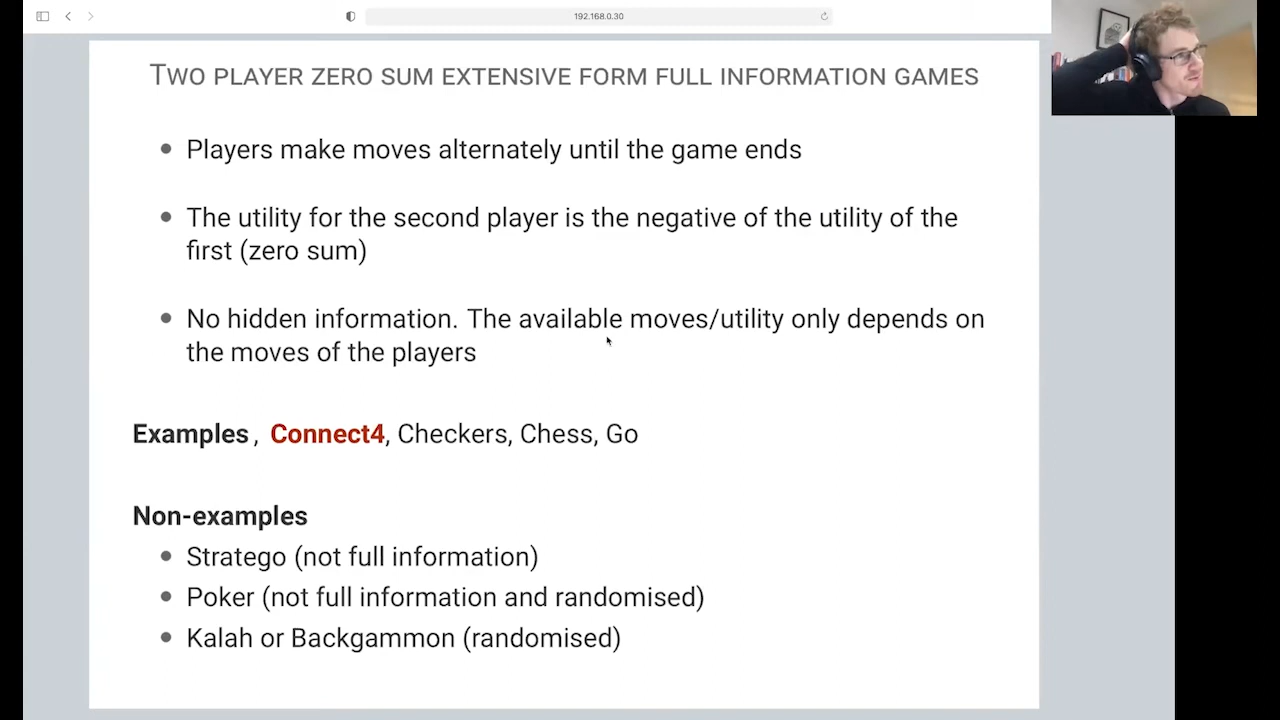 192.168.0.30
TWO PLAYER ZERO SUM EXTENSIVE FORM FULL INFORMATION GAMES
• Players make moves alternately until the game ends
• The utility for the second player is the negative of the utility of the
first (zero sum)
• No hidden information. The available moves/utility only depends on
the moves of the players
Examples, Connect4, Checkers, Chess, Go
Non-examples
• Stratego (not full information)
• Poker (not full information and randomised)
• Kalah or Backgammon (randomised)